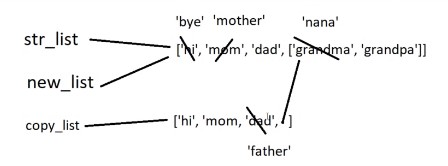 'bye' 'mother' 'nana'
str_list
['hi', 'mom', 'dad', ['grandma', 'grandpa']]
new_list
copy_list ['hi', 'mom, 'dad', ]
'father'